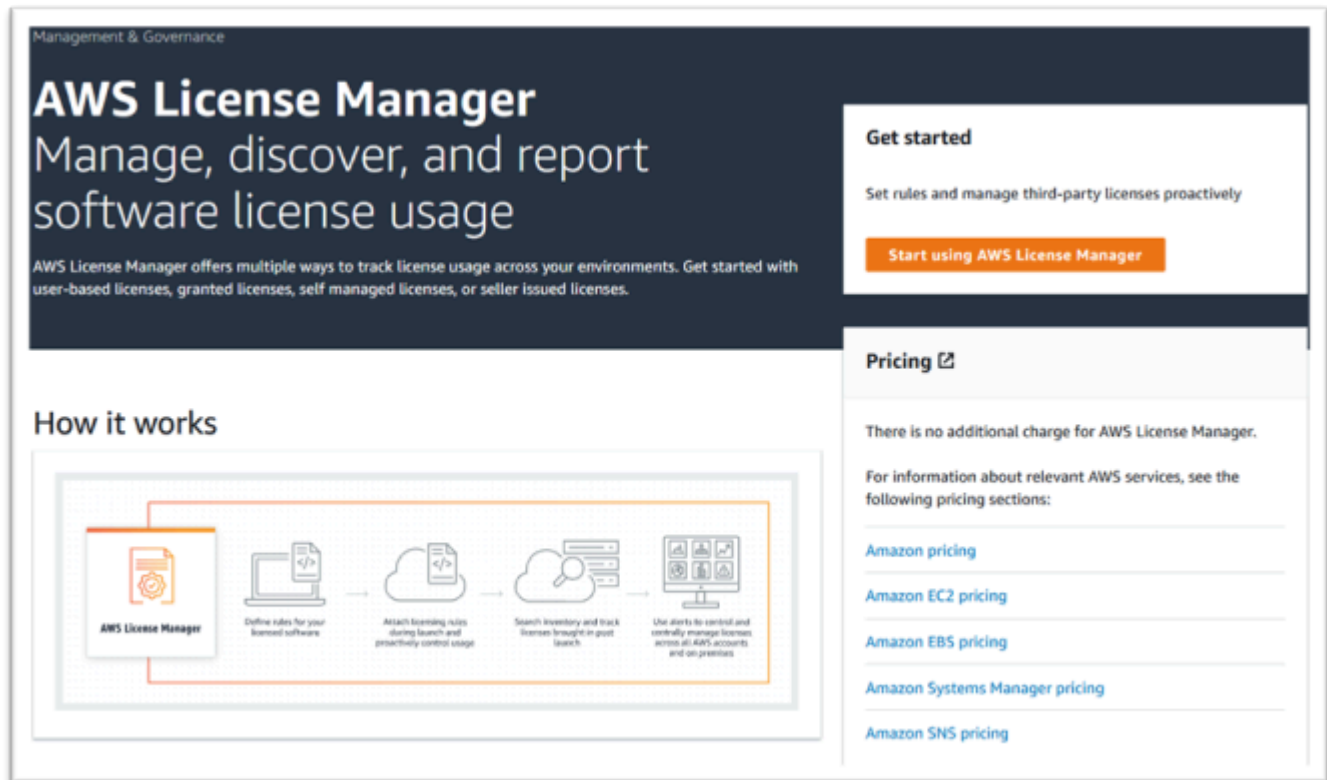 Management & Governance
AWS License Manager
Manage, discover, and report
software license usage
AWS License Manager offers multiple ways to track license usage across your environments. Get started with
user-based licenses, granted licenses, self managed licenses, or seller issued licenses.
Get started
Set rules and manage third-party licenses proactively
Start using AWS License Manager
Pricing
There is no additional charge for AWS License Manager.
For information about relevant AWS services, see the
following pricing sections:
Amazon pricing
Amazon EC2 pricing
Amazon EBS pricing
Amazon Systems Manager pricing
Amazon SNS pricing
How it works
AWS License Manager
Define rules for your
licensed software
Attach licensing rules
during launch and
proactively control usage
Search inventory and track
licenses brought in post
launch
Use alerts to control and
centrally manage licenses
across all AWS accounts
and on premises